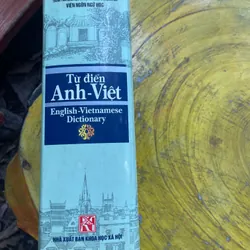 VIỆN NGÔN NGỮ HỌC
Từ điển
Anh-Việt
English-Vietnamese
Dictionary
NHÀ XUẤT BẢN KHOA HỌC XÃ HỘI